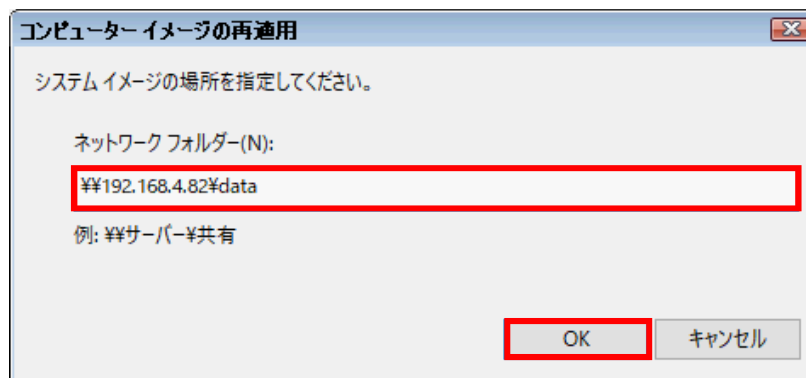 コンピューター イメージの再適用
システム イメージの場所を指定してください。
ネットワーク フォルダー(N):
¥¥192.168.4.82¥data
例: ¥¥サーバー¥共有
OK キャンセル